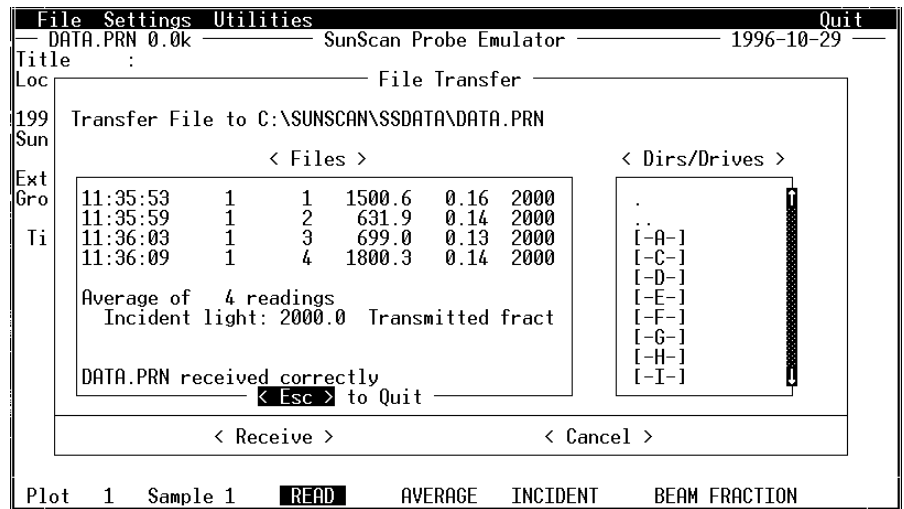 File Settings Utilities Quit
DATA.PRN 0.0k SunScan Probe Emulator 1996-10-29
Title :
Loc File Transfer
199 Transfer File to C:\SUNSCAN\SSDATA\DATA.PRN
Sun
< Files > < Dirs/Drives >
Ext
Gro 11:35:53 1 1 1500.6 0.16 2000 .
11:35:59 1 2 631.9 0.14 2000 ..
Ti 11:36:03 1 3 699.0 0.13 2000 [-A-]
11:36:09 1 4 1800.3 0.14 2000 [-C-]
[-D-]
Average of 4 readings [-E-]
Incident light: 2000.0 Transmitted fract [-F-]
[-G-]
[-H-]
DATA.PRN received correctly [-I-]
< Esc > to Quit
< Receive > < Cancel >
Plot 1 Sample 1 READ AVERAGE INCIDENT BEAM FRACTION